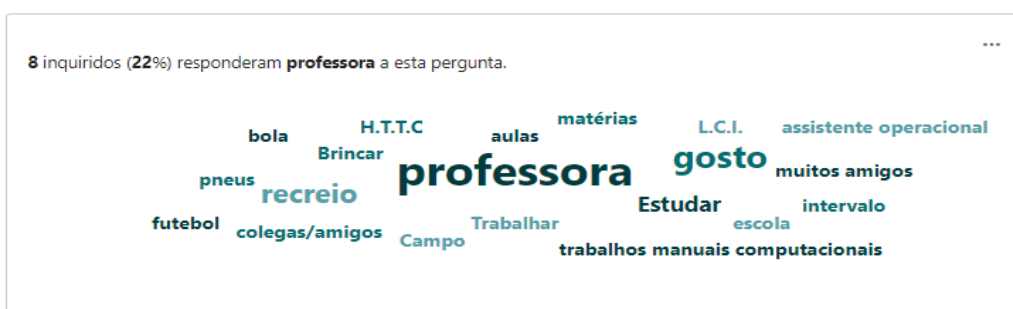 ...
8 inquiridos (22%) responderam professora a esta pergunta.
matérias
H.T.T.C
L.C.I.
assistente operacional
bola
aulas
Brincar
gosto
professora
muitos amigos
pneus
recreio
Estudar
intervalo
futebol
Trabalhar
escola
colegas/amigos
Campo
trabalhos manuais computacionais